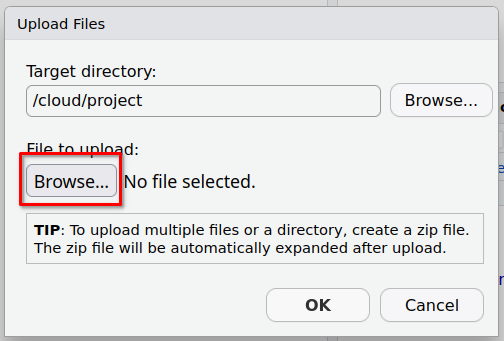 Upload Files
Target directory:
/cloud/project
Browse...
File to upload:
Browse...
No file selected.
TIP: To upload multiple files or a directory, create a zip file.
The zip file will be automatically expanded after upload.
OK
Cancel